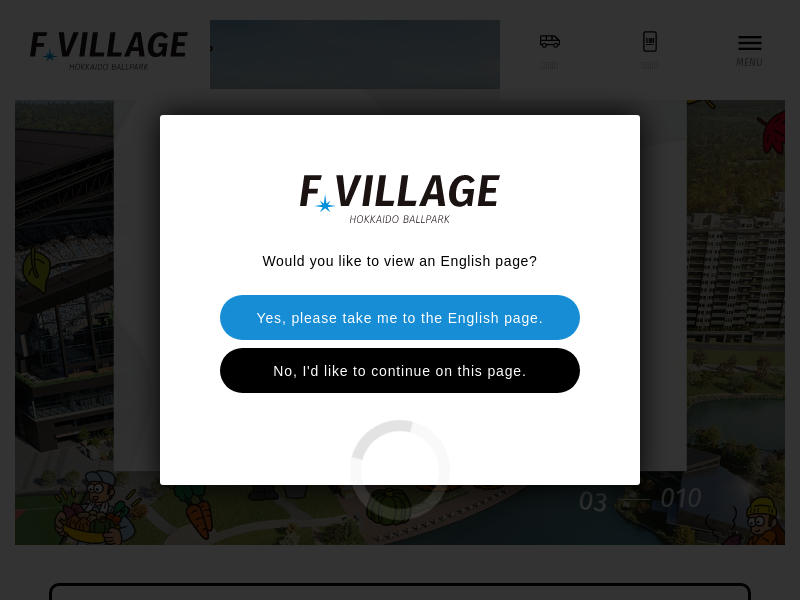 F VILLAGE
HOKKAIDO BALLPARK
MENU
F VILLAGE
HOKKAIDO BALLPARK
Would you like to view an English page?
Yes, please take me to the English page.
No, I'd like to continue on this page.
03 — 010